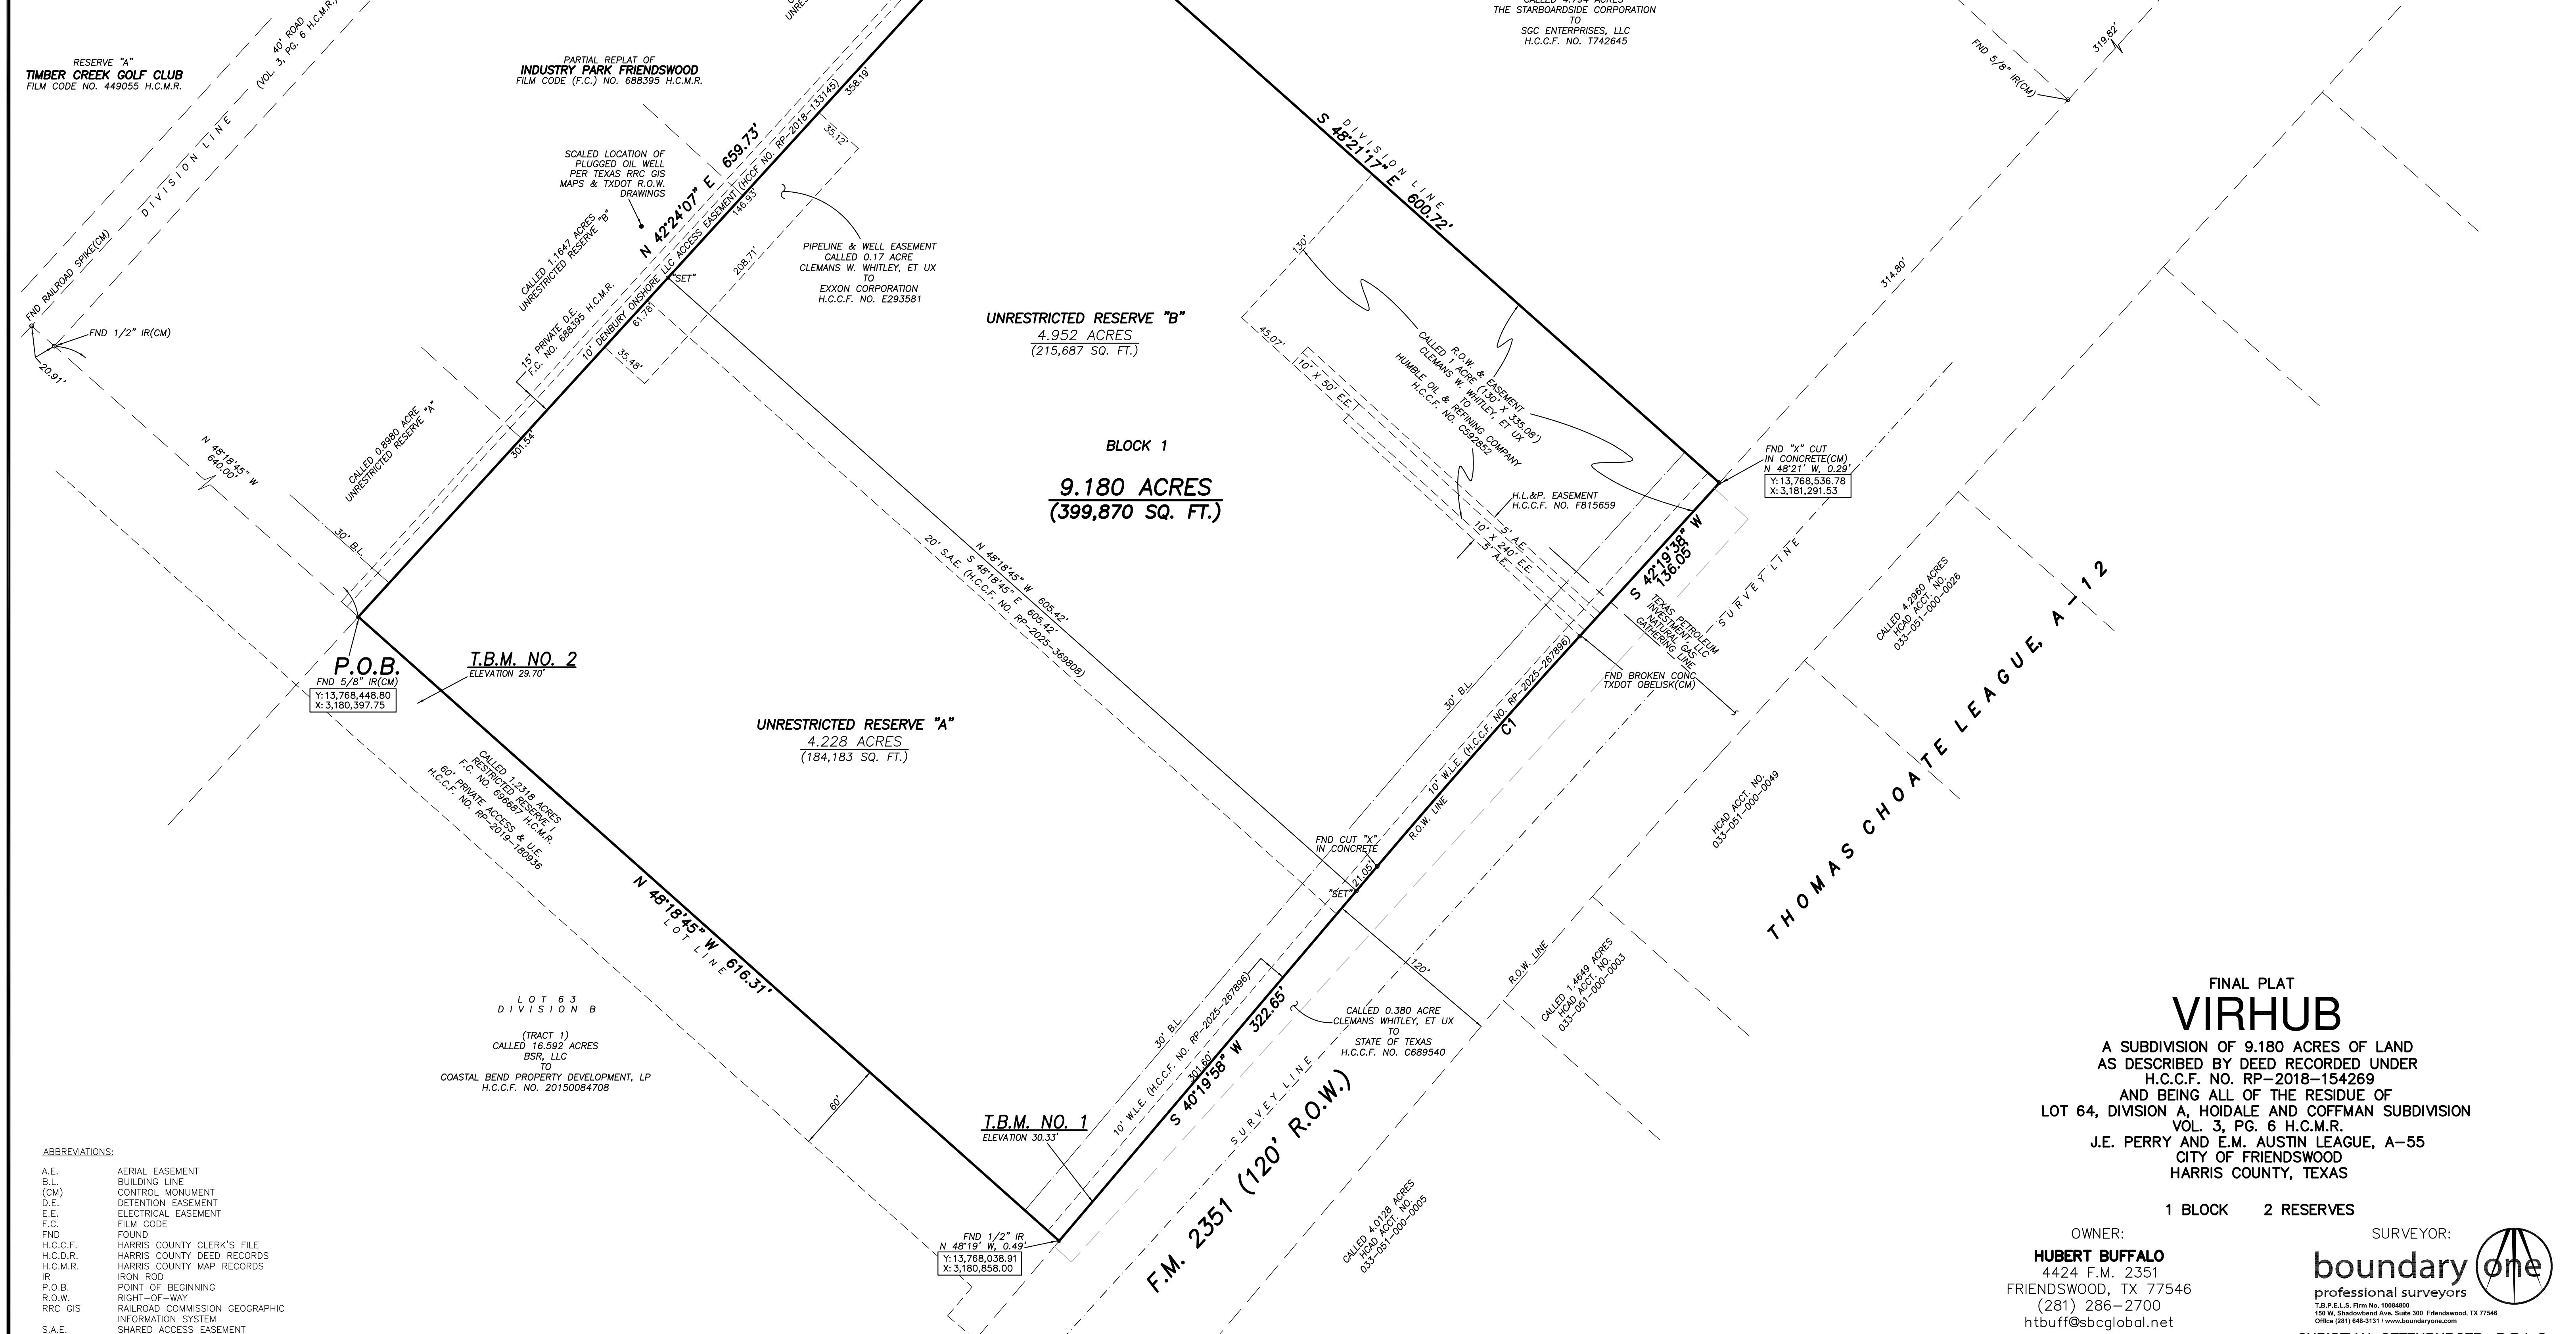 CALLED 4.794 ACRES
THE STARBOARDSIDE CORPORATION
TO
SGC ENTERPRISES, LLC
H.C.C.F. NO. T742645
RESERVE "A"
TIMBER CREEK GOLF CLUB
FILM CODE NO. 449055 H.C.M.R.
40' ROAD
(VOL. 3, PG. 6 H.C.M.R.)
DIVISION LINE
PARTIAL REPLAT OF
INDUSTRY PARK FRIENDSWOOD
FILM CODE (F.C.) NO. 688395 H.C.M.R.
SCALED LOCATION OF
PLUGGED OIL WELL
PER TEXAS RRC GIS
MAPS & TXDOT R.O.W.
DRAWINGS
N 42°24'07" E 659.73'
10' DENBURY ONSHORE LLC ACCESS EASEMENT (HCCF NO. RP-2018-133145)
358.19'
35.12'
146.93'
208.71'
"SET"
61.78'
35.48'
301.54'
CALLED 1.1647 ACRES
UNRESTRICTED RESERVE "B"
15' PRIVATE D.E.
F.C. NO. 688395 H.C.M.R.
PIPELINE & WELL EASEMENT
CALLED 0.17 ACRE
CLEMANS W. WHITLEY, ET UX
TO
EXXON CORPORATION
H.C.C.F. NO. E293581
FND RAILROAD SPIKE(CM)
FND 1/2" IR(CM)
20.91'
N 48°18'45" W
640.00'
CALLED 0.8980 ACRE
UNRESTRICTED RESERVE "A"
30' B.L.
UNRESTRICTED RESERVE "B"
4.952 ACRES
(215,687 SQ. FT.)
BLOCK 1
9.180 ACRES
(399,870 SQ. FT.)
DIVISION LINE
S 48°21'17" E 600.72'
130'
45.07'
10' X 50' E.E.
R.O.W. & EASEMENT
CALLED 1 ACRE (130' X 335.08')
CLEMANS W. WHITLEY, ET UX
TO
HUMBLE OIL & REFINING COMPANY
H.C.C.F. NO. C592852
H.L.&P. EASEMENT
H.C.C.F. NO. F815659
5' A.E.
10' X 240' E.E.
5' A.E.
FND 5/8" IR(CM)
319.82'
314.80'
FND "X" CUT
IN CONCRETE(CM)
N 48°21' W, 0.29'
Y:13,768,536.78
X: 3,181,291.53
S 42°19'38" W
136.05'
SURVEY LINE
TEXAS PETROLEUM
INVESTMENT, LLC
NATURAL GAS
GATHERING LINE
FND BROKEN CONC
TXDOT OBELISK(CM)
CALLED 4.2960 ACRES
HCAD ACCT. NO.
033-051-000-0026
THOMAS CHOATE LEAGUE, A-12
HCAD ACCT. NO.
033-051-000-0049
N 48°18'45" W 605.42'
S 48°18'45" E 605.42'
20' S.A.E. (H.C.C.F. NO. RP-2025-369808)
P.O.B.
FND 5/8" IR(CM)
Y:13,768,448.80
X: 3,180,397.75
T.B.M. NO. 2
ELEVATION 29.70'
UNRESTRICTED RESERVE "A"
4.228 ACRES
(184,183 SQ. FT.)
CALLED 1.2318 ACRES
RESTRICTED RESERVE I
F.C. NO. 696687 H.C.M.R.
60' PRIVATE ACCESS & U.E.
H.C.C.F. NO. RP-2019-180936
N 48°18'45" W 616.31'
LOT LINE
30' B.L.
10' W.L.E. (H.C.C.F. NO. RP-2025-267896)
C1
R.O.W. LINE
FND CUT "X"
IN CONCRETE
"SET"
21.05'
120'
R.O.W. LINE
CALLED 1.4649 ACRES
HCAD ACCT. NO.
033-051-000-0003
LOT 63
DIVISION B
(TRACT 1)
CALLED 16.592 ACRES
BSR, LLC
TO
COASTAL BEND PROPERTY DEVELOPMENT, LP
H.C.C.F. NO. 20150084708
60'
30' B.L.
10' W.L.E. (H.C.C.F. NO. RP-2025-267896)
301.60'
S 40°19'58" W 322.65'
CALLED 0.380 ACRE
CLEMANS WHITLEY, ET UX
TO
STATE OF TEXAS
H.C.C.F. NO. C689540
SURVEY LINE
F.M. 2351 (120' R.O.W.)
T.B.M. NO. 1
ELEVATION 30.33'
FND 1/2" IR
N 48°19' W, 0.49'
Y:13,768,038.91
X: 3,180,858.00
CALLED 4.0128 ACRES
HCAD ACCT. NO.
033-051-000-0005
ABBREVIATIONS:
A.E. AERIAL EASEMENT
B.L. BUILDING LINE
(CM) CONTROL MONUMENT
D.E. DETENTION EASEMENT
E.E. ELECTRICAL EASEMENT
F.C. FILM CODE
FND FOUND
H.C.C.F. HARRIS COUNTY CLERK'S FILE
H.C.D.R. HARRIS COUNTY DEED RECORDS
H.C.M.R. HARRIS COUNTY MAP RECORDS
IR IRON ROD
P.O.B. POINT OF BEGINNING
R.O.W. RIGHT-OF-WAY
RRC GIS RAILROAD COMMISSION GEOGRAPHIC
INFORMATION SYSTEM
S.A.E. SHARED ACCESS EASEMENT
FINAL PLAT
VIRHUB
A SUBDIVISION OF 9.180 ACRES OF LAND
AS DESCRIBED BY DEED RECORDED UNDER
H.C.C.F. NO. RP-2018-154269
AND BEING ALL OF THE RESIDUE OF
LOT 64, DIVISION A, HOIDALE AND COFFMAN SUBDIVISION
VOL. 3, PG. 6 H.C.M.R.
J.E. PERRY AND E.M. AUSTIN LEAGUE, A-55
CITY OF FRIENDSWOOD
HARRIS COUNTY, TEXAS
1 BLOCK 2 RESERVES
OWNER:
HUBERT BUFFALO
4424 F.M. 2351
FRIENDSWOOD, TX 77546
(281) 286-2700
htbuff@sbcglobal.net
SURVEYOR:
boundary one
professional surveyors
T.B.P.E.L.S. Firm No. 10084800
150 W. Shadowbend Ave. Suite 300 Friendswood, TX 77546
Office (281) 648-3131 / www.boundaryone.com